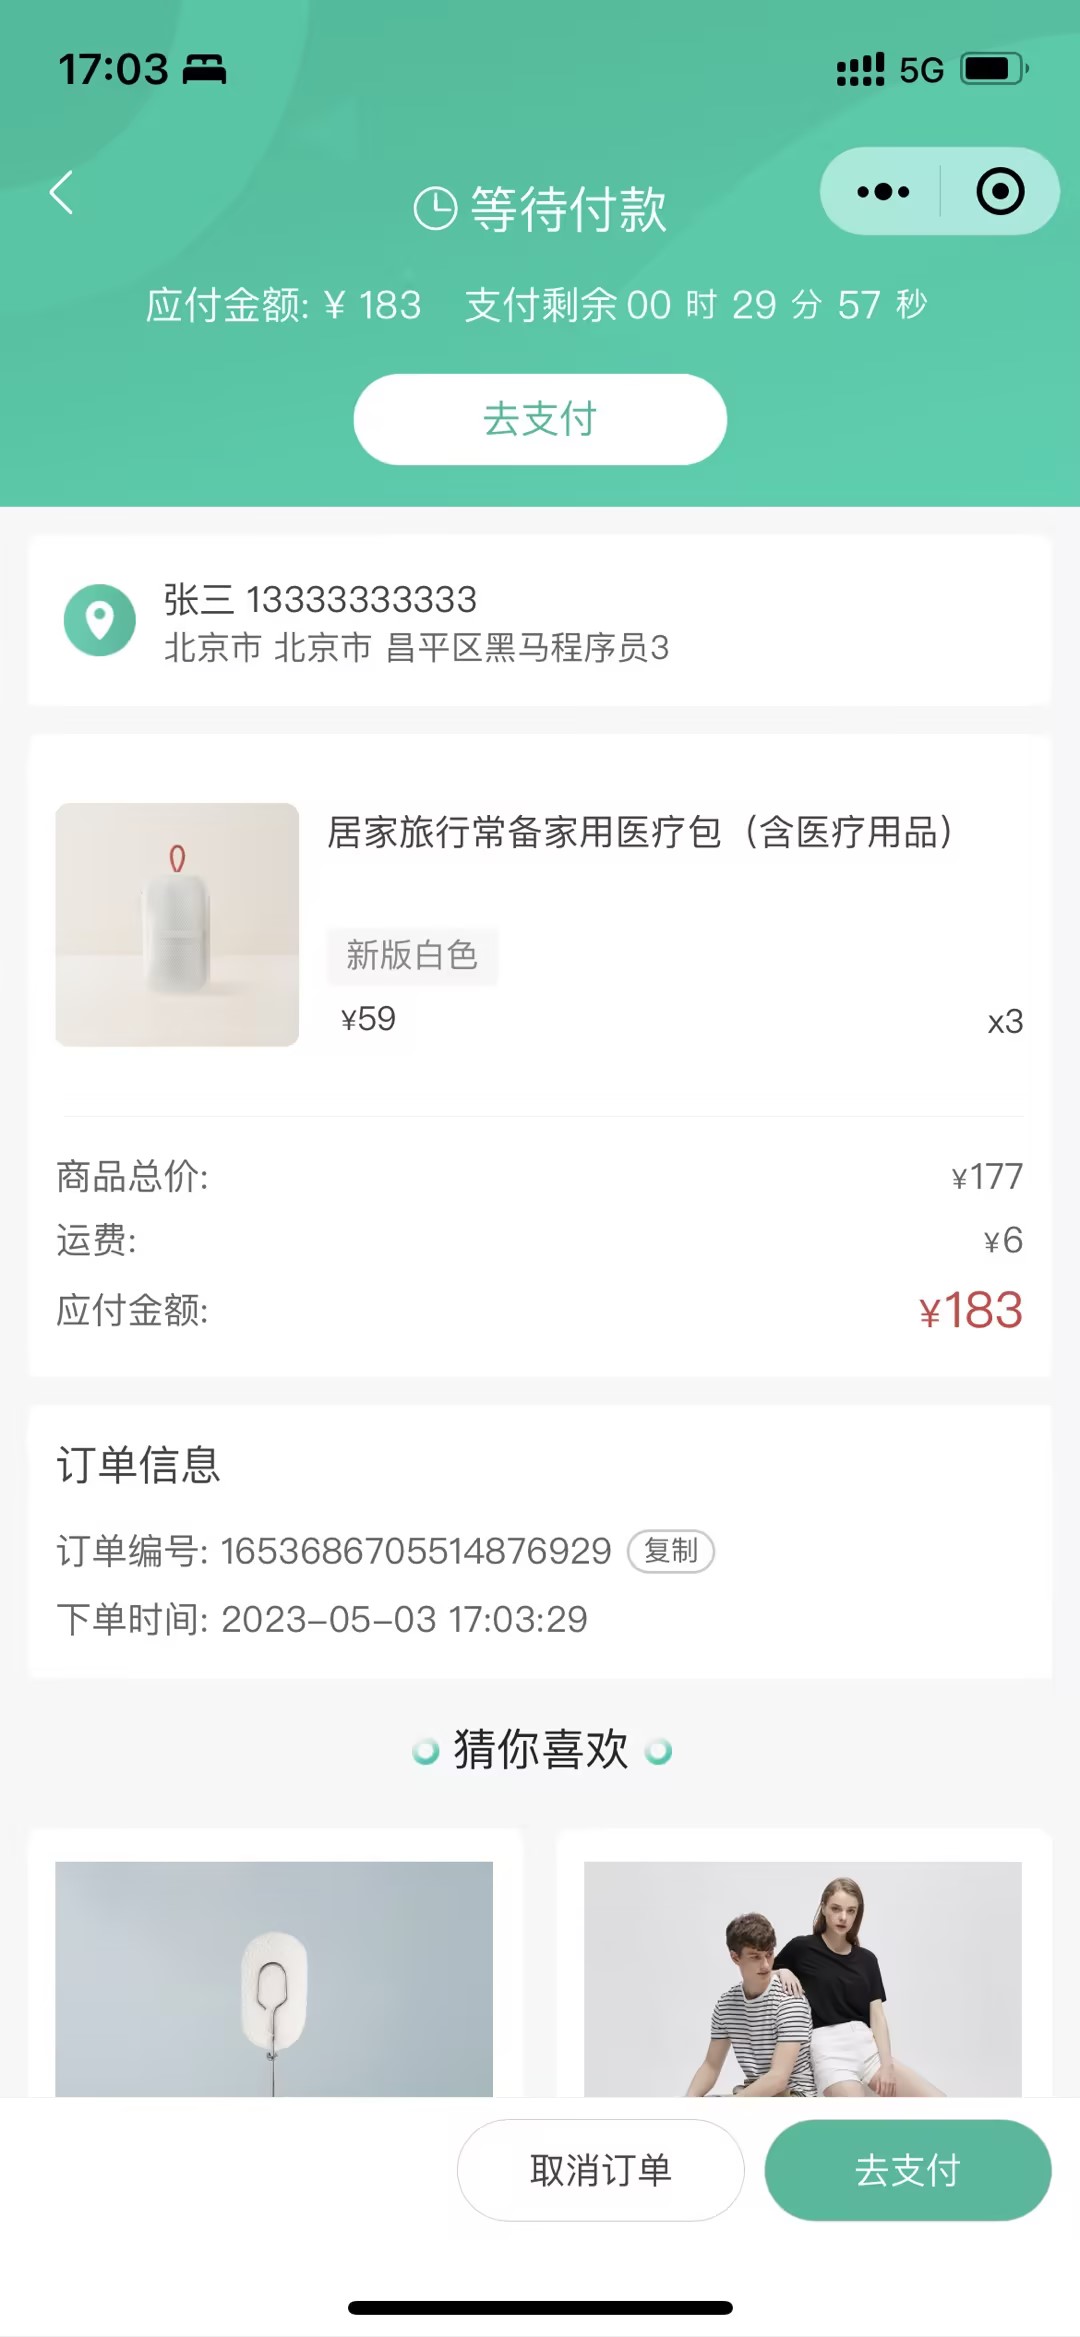 17:03
5G
等待付款
应付金额: ¥ 183 支付剩余 00 时 29 分 57 秒
去支付
张三 13333333333
北京市 北京市 昌平区黑马程序员3
居家旅行常备家用医疗包（含医疗用品）
新版白色
¥59
x3
商品总价: ¥177
运费: ¥6
应付金额: ¥183
订单信息
订单编号: 1653686705514876929 复制
下单时间: 2023-05-03 17:03:29
猜你喜欢
取消订单
去支付